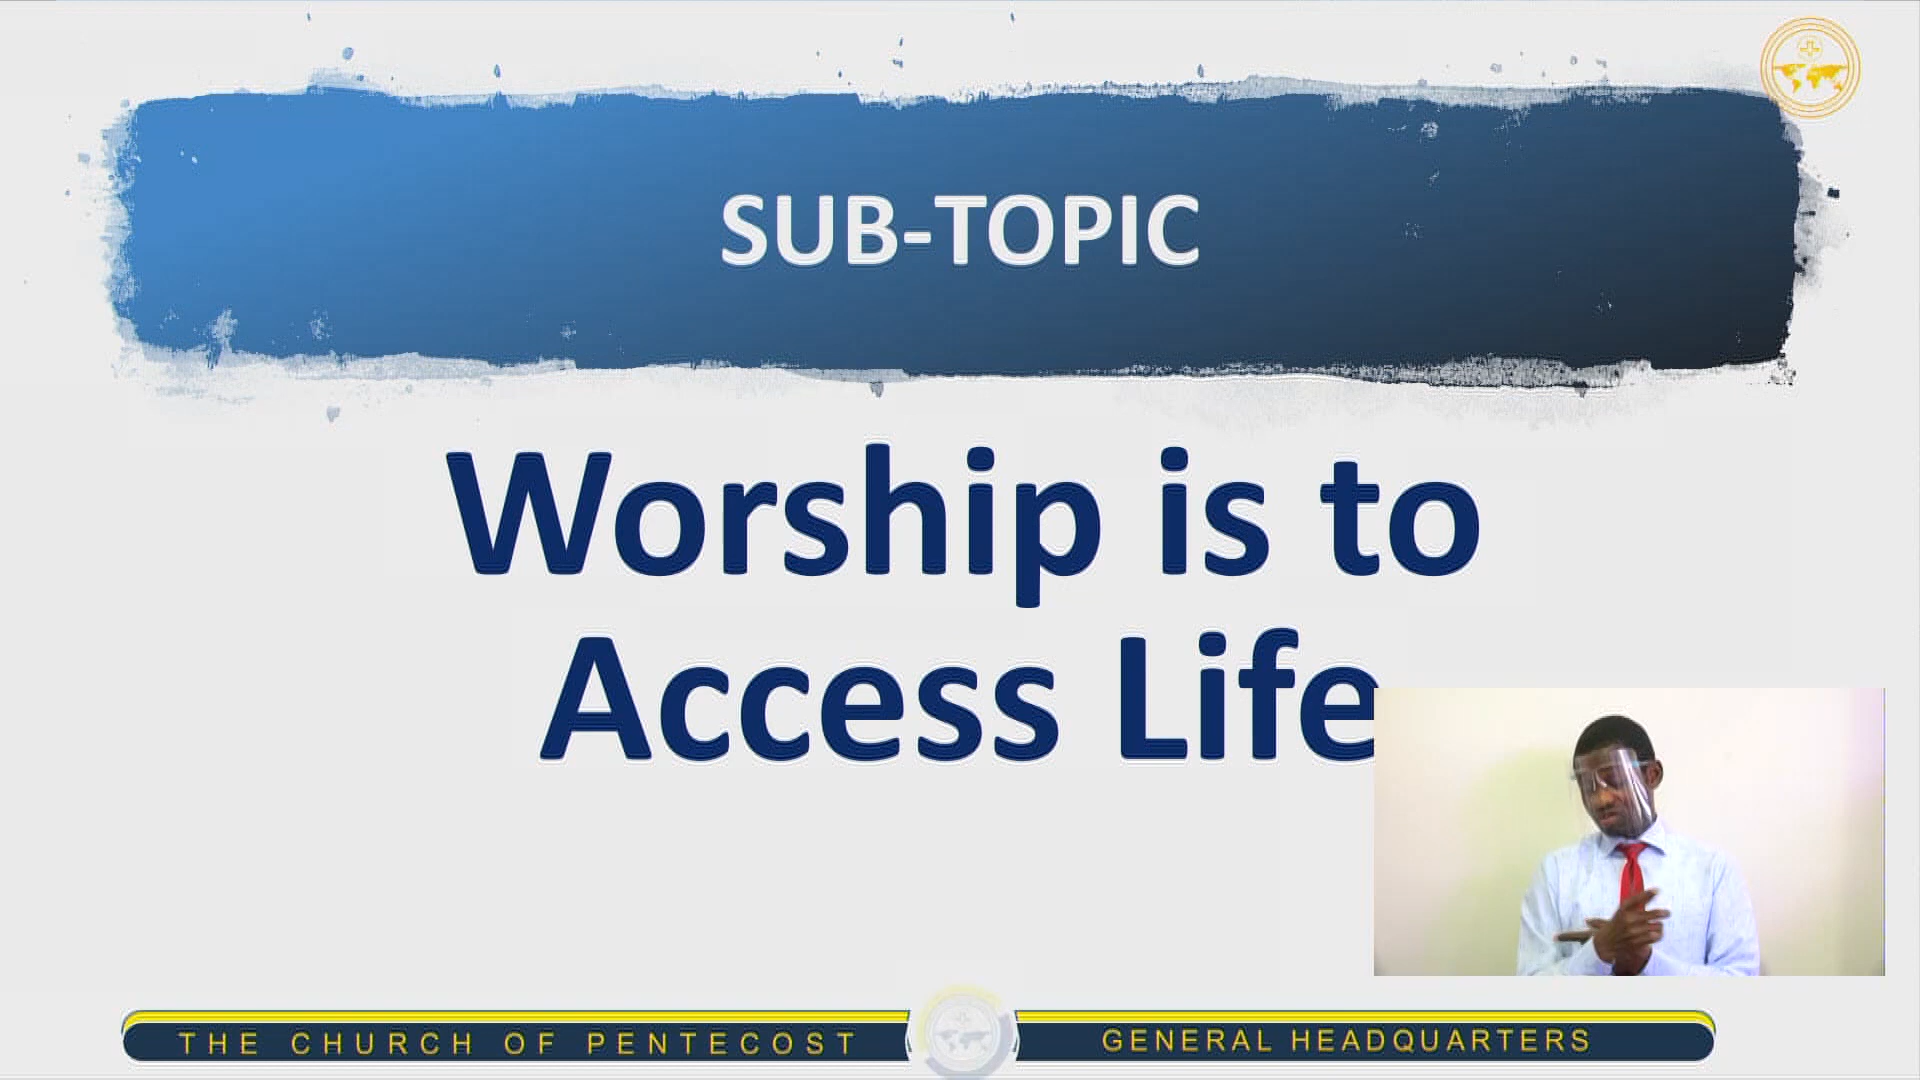 SUB-TOPIC
Worship is to
Access Life
THE CHURCH OF PENTECOST
GENERAL HEADQUARTERS